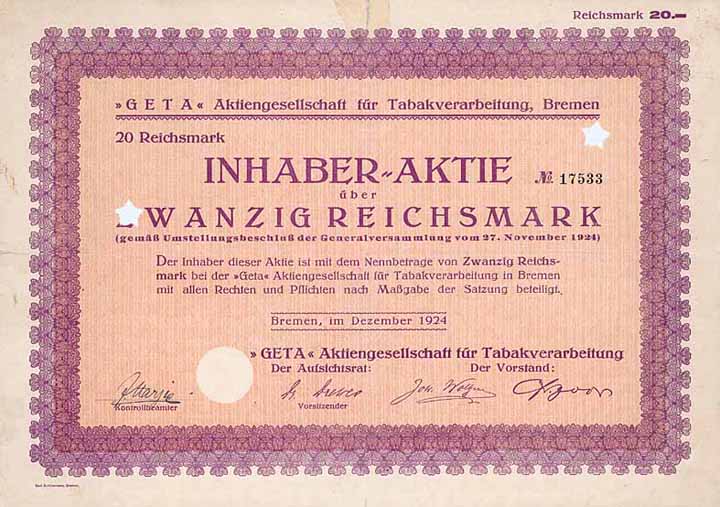 Reichsmark 20.—
»GETA« Aktiengesellschaft für Tabakverarbeitung, Bremen
20 Reichsmark
INHABER-AKTIE № 17533
über
ZWANZIG REICHSMARK
(gemäß Umstellungsbeschluß der Generalversammlung vom 27. November 1924)
Der Inhaber dieser Aktie ist mit dem Nennbetrage von Zwanzig Reichs-
mark bei der »Geta« Aktiengesellschaft für Tabakverarbeitung in Bremen
mit allen Rechten und Pflichten nach Maßgabe der Satzung beteiligt.
Bremen, im Dezember 1924
»GETA« Aktiengesellschaft für Tabakverarbeitung
Der Aufsichtsrat: Der Vorstand:
Kontrollbeamter Vorsitzender